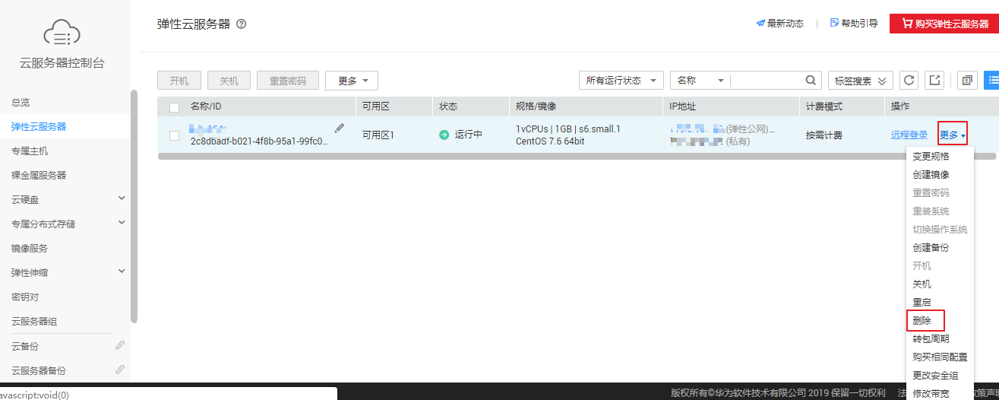 云服务器控制台
总览
弹性云服务器
专属主机
裸金属服务器
云硬盘
专属分布式存储
镜像服务
弹性伸缩
密钥对
云服务器组
云备份
云服务器备份
弹性云服务器
最新动态 帮助引导 购买弹性云服务器
开机 关机 重置密码 更多 所有运行状态 名称 标签搜索
名称/ID 可用区 状态 规格/镜像 IP地址 计费模式 操作
2c8dbadf-b021-4f8b-95a1-99fc0... 可用区1 运行中 1vCPUs | 1GB | s6.small.1 (弹性公网)... 按需计费 远程登录 更多
CentOS 7.6 64bit (私有)
变更规格
创建镜像
重置密码
重装系统
切换操作系统
创建备份
开机
关机
重启
删除
转包周期
购买相同配置
更改安全组
修改带宽
avascript:void(0)
版权所有©华为软件技术有限公司 2019 保留一切权利